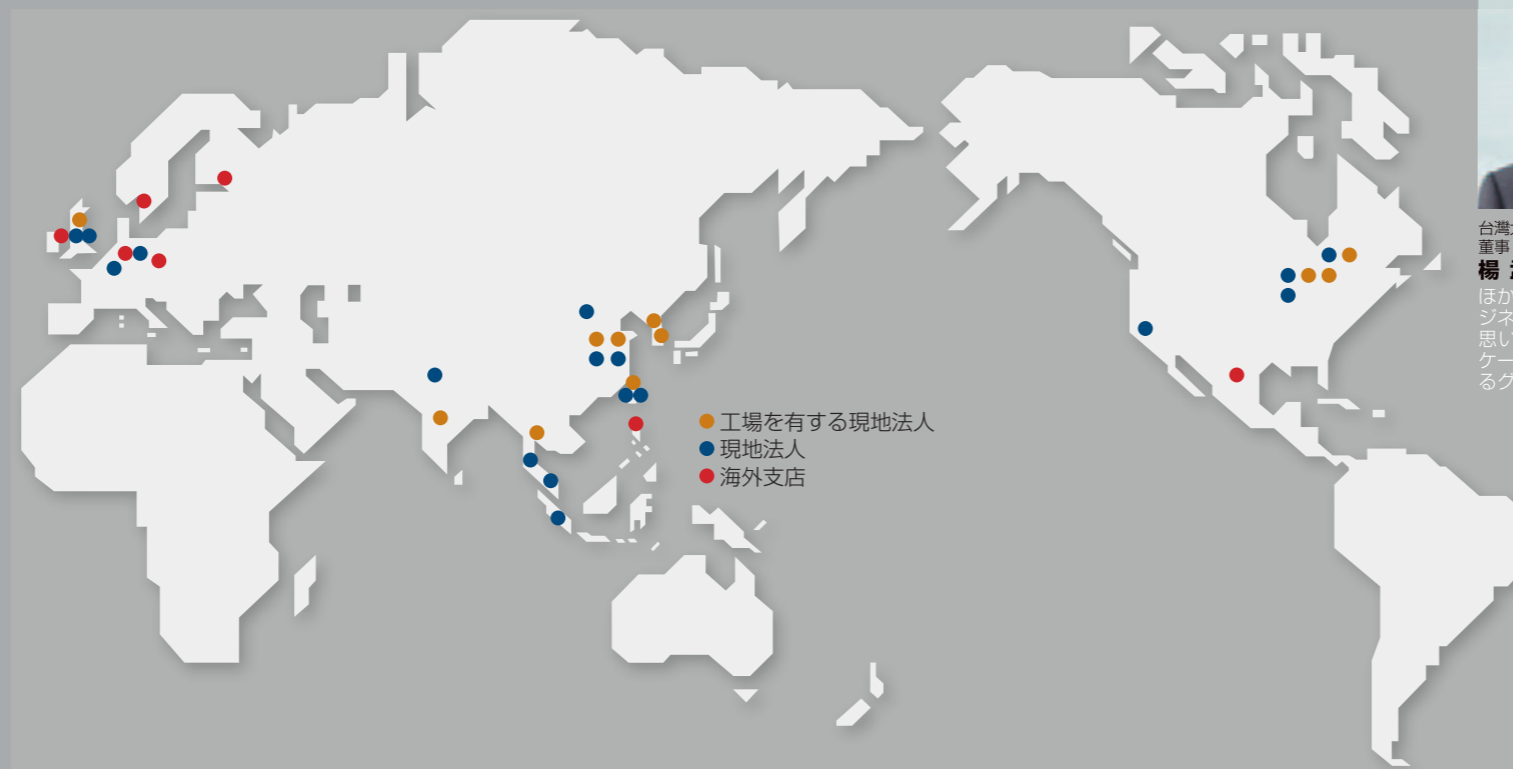 工場を有する現地法人
現地法人
海外支店
台灣
董事
楊
ほか
ジネ
思い
ケー
るグ